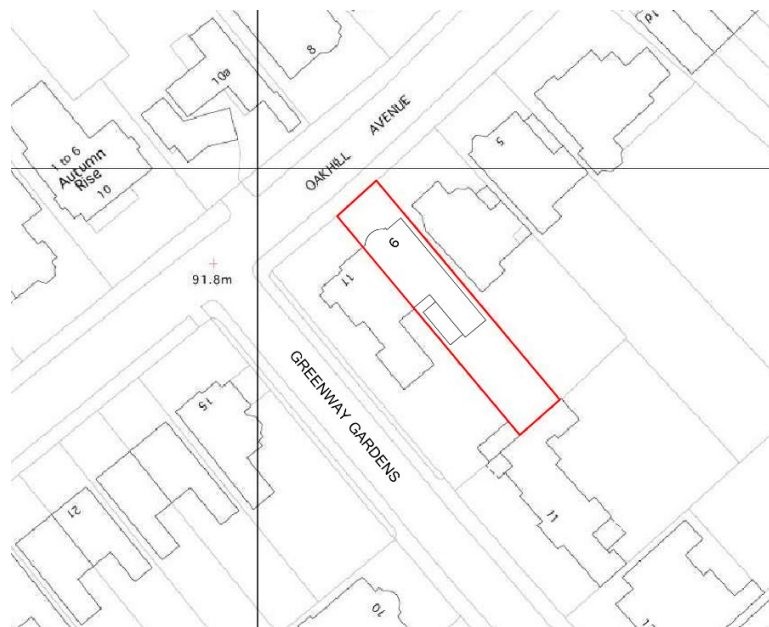 8
10a
OAKHILL AVENUE
5
1 to 6
Autumn
Rise
10
9
11
91.8m
GREENWAY GARDENS
15
21
11
10